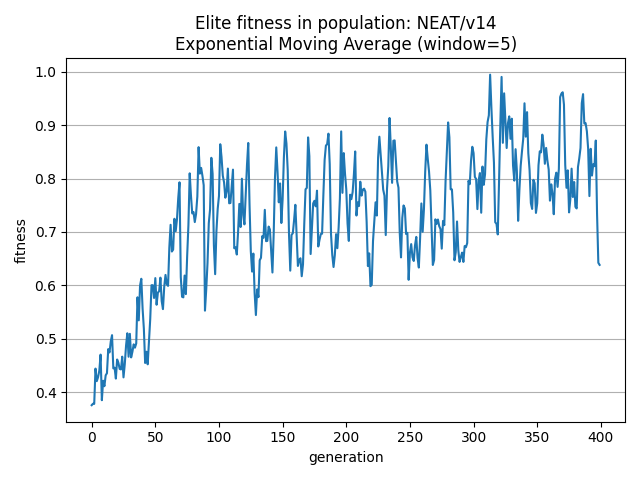 Elite fitness in population: NEAT/v14
Exponential Moving Average (window=5)
1.0
0.9
0.8
0.7
0.6
0.5
0.4
fitness
0 50 100 150 200 250 300 350 400
generation